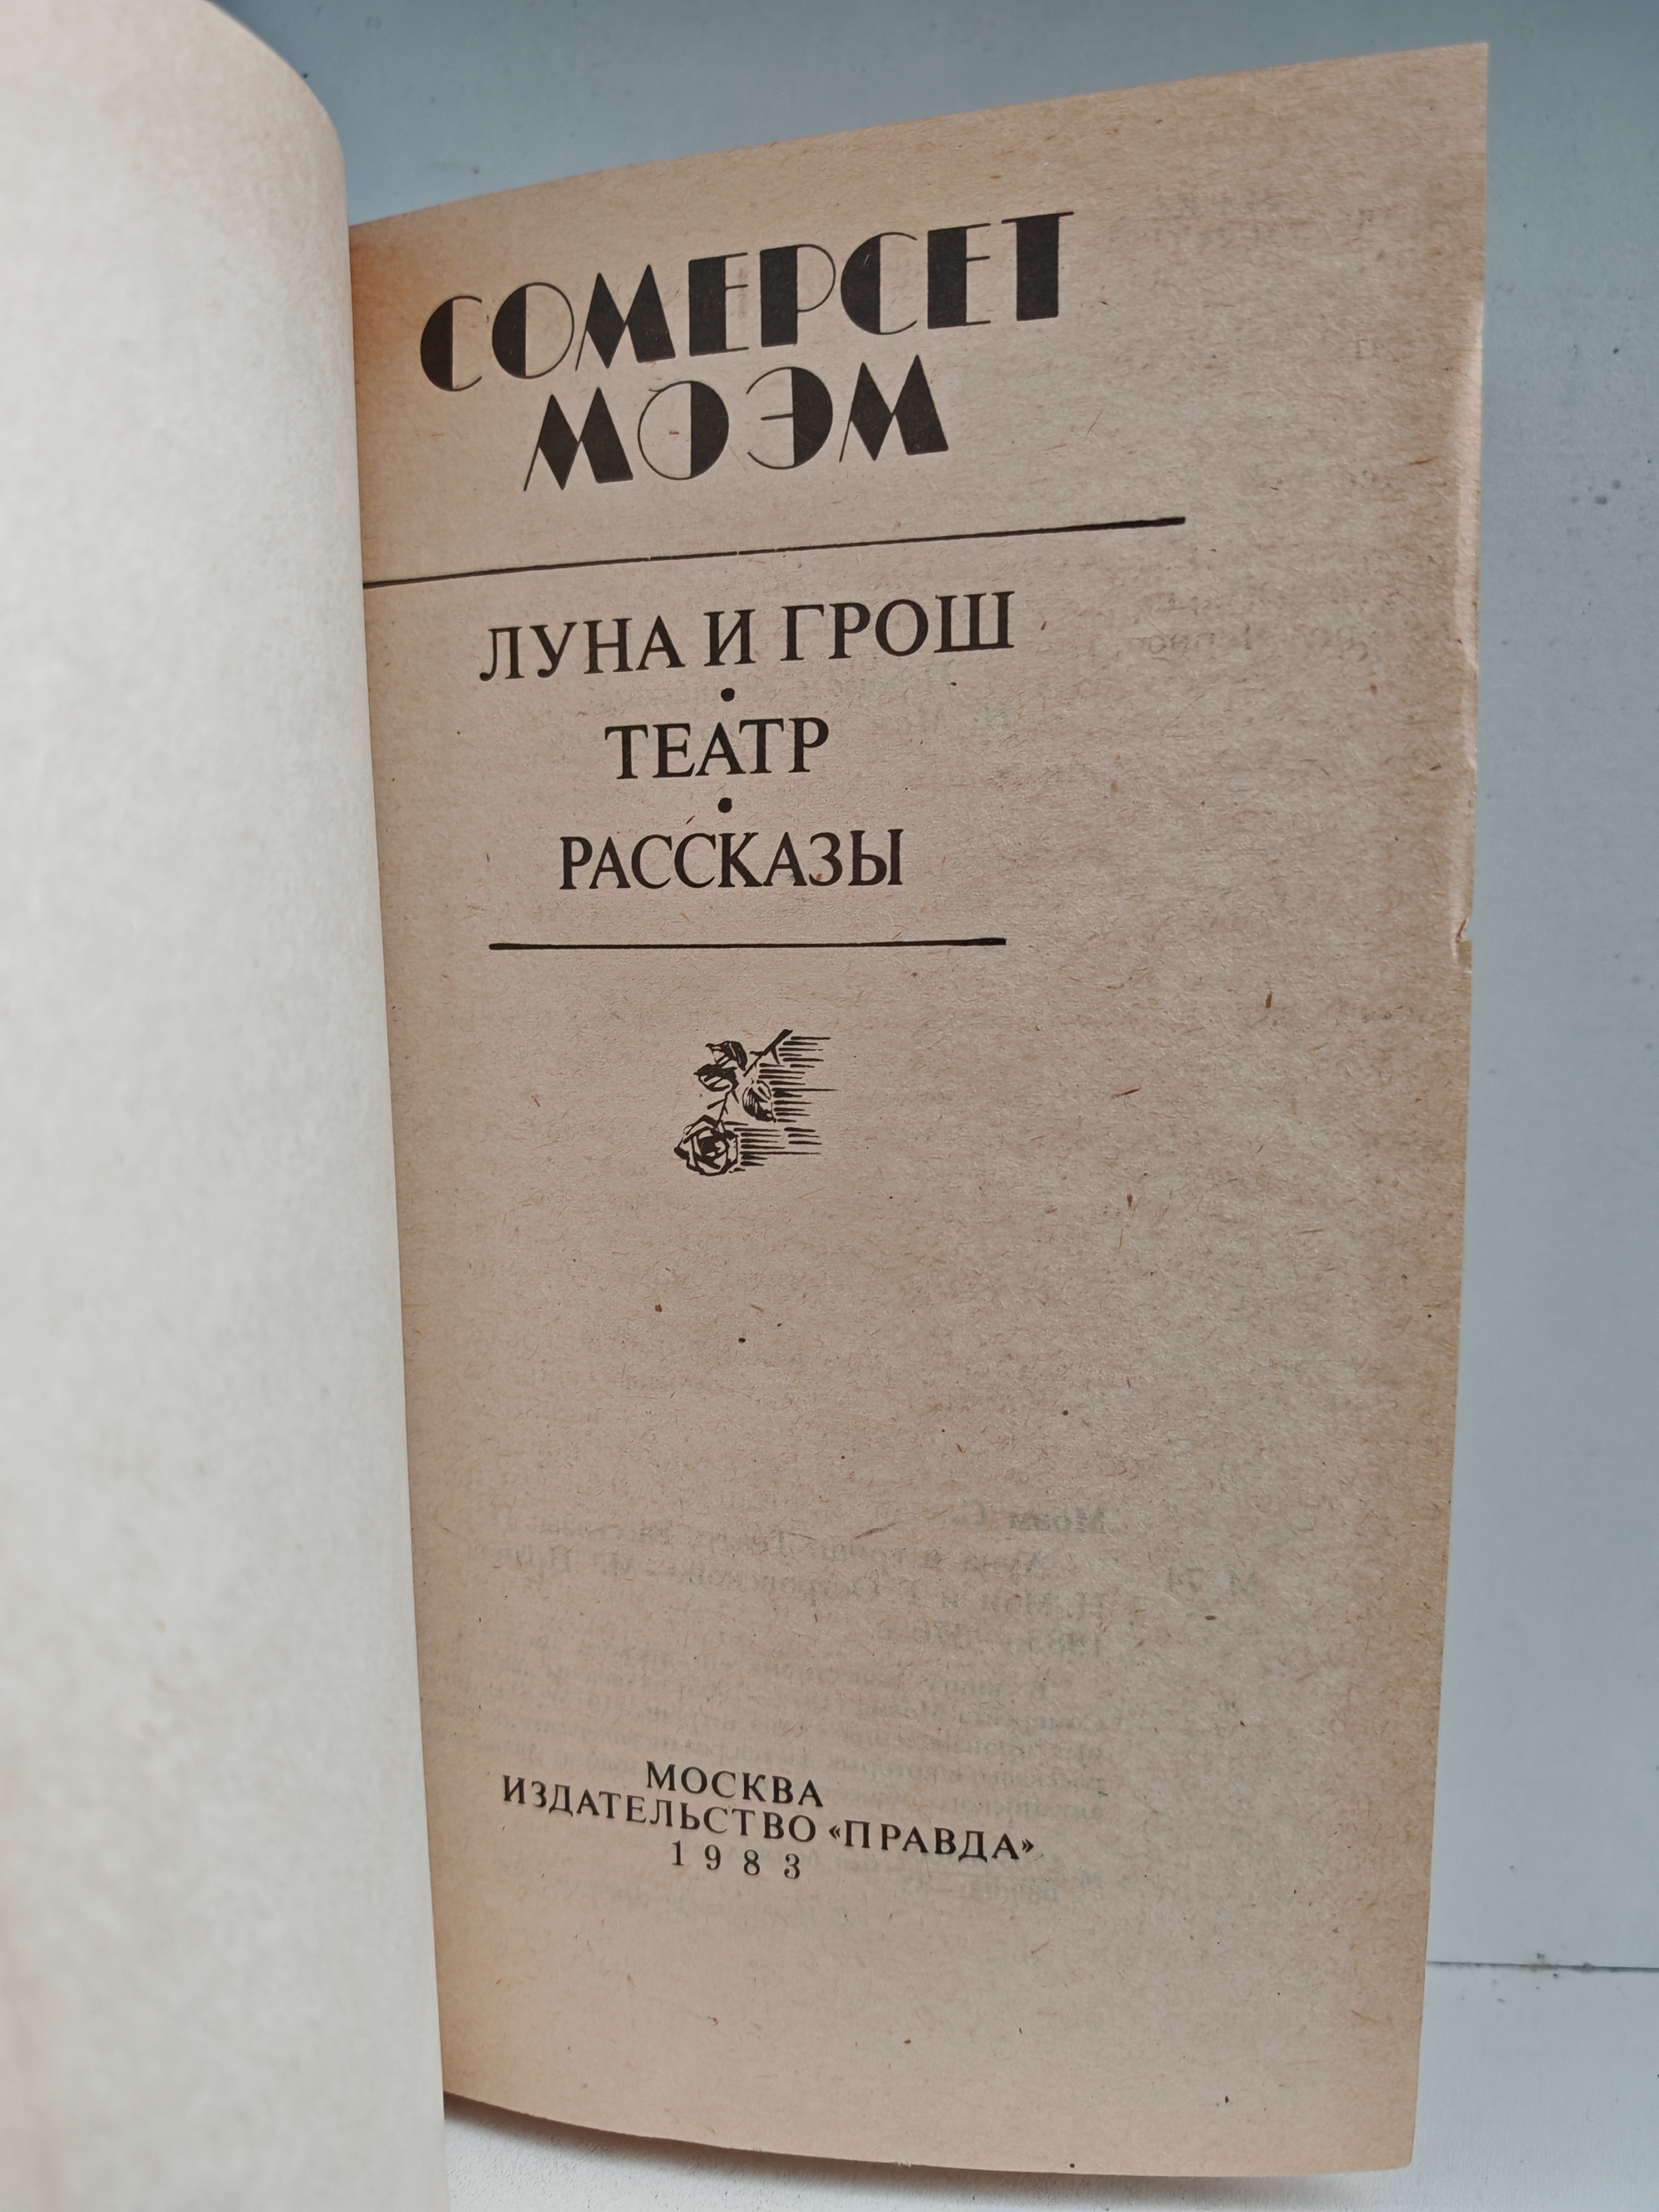 СОМЕРСЕТ
МОЭМ
ЛУНА И ГРОШ
•
ТЕАТР
•
РАССКАЗЫ
МОСКВА
ИЗДАТЕЛЬСТВО «ПРАВДА»
1983